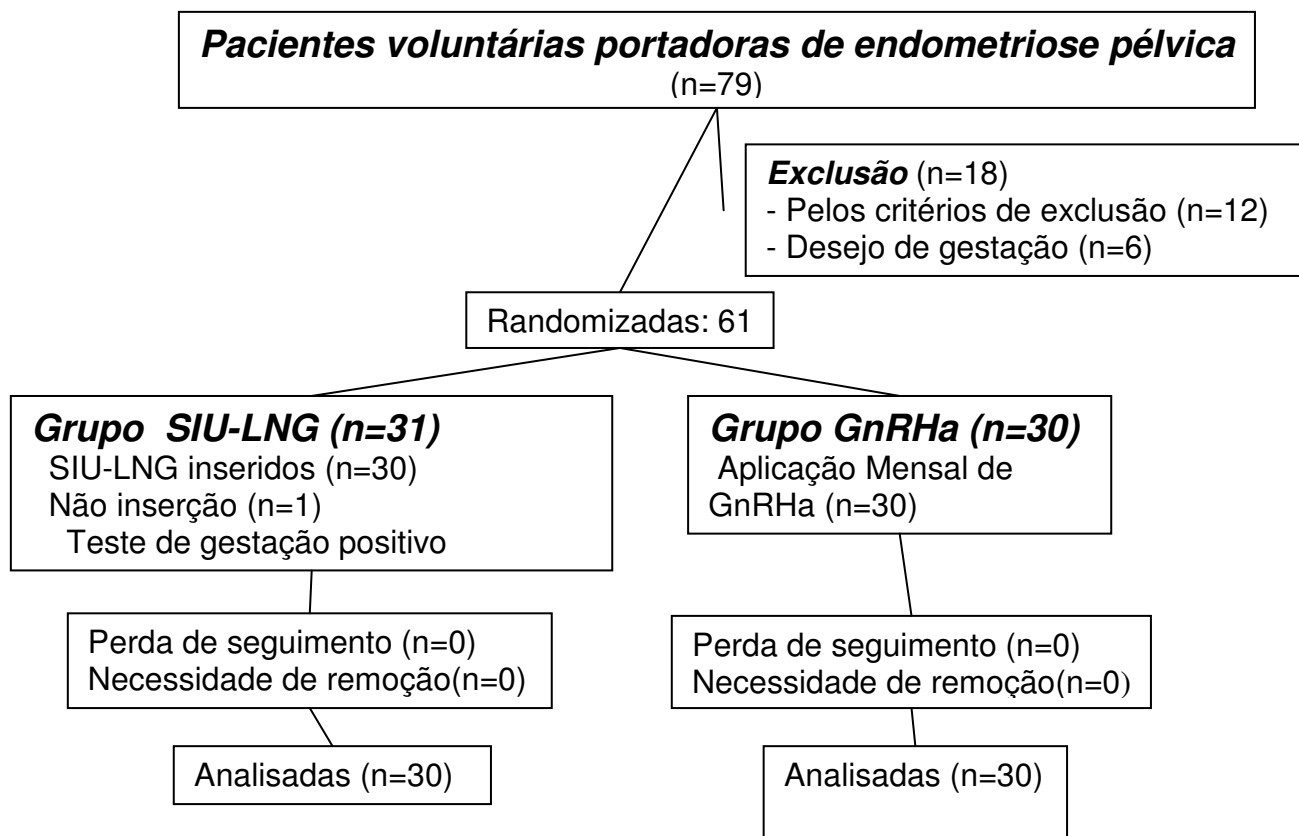 Pacientes voluntárias portadoras de endometriose pélvica
(n=79)
Exclusão (n=18)
- Pelos critérios de exclusão (n=12)
- Desejo de gestação (n=6)
Randomizadas: 61
Grupo SIU-LNG (n=31)
SIU-LNG inseridos (n=30)
Não inserção (n=1)
Teste de gestação positivo
Grupo GnRHa (n=30)
Aplicação Mensal de
GnRHa (n=30)
Perda de seguimento (n=0)
Necessidade de remoção(n=0)
Perda de seguimento (n=0)
Necessidade de remoção(n=0)
Analisadas (n=30)
Analisadas (n=30)